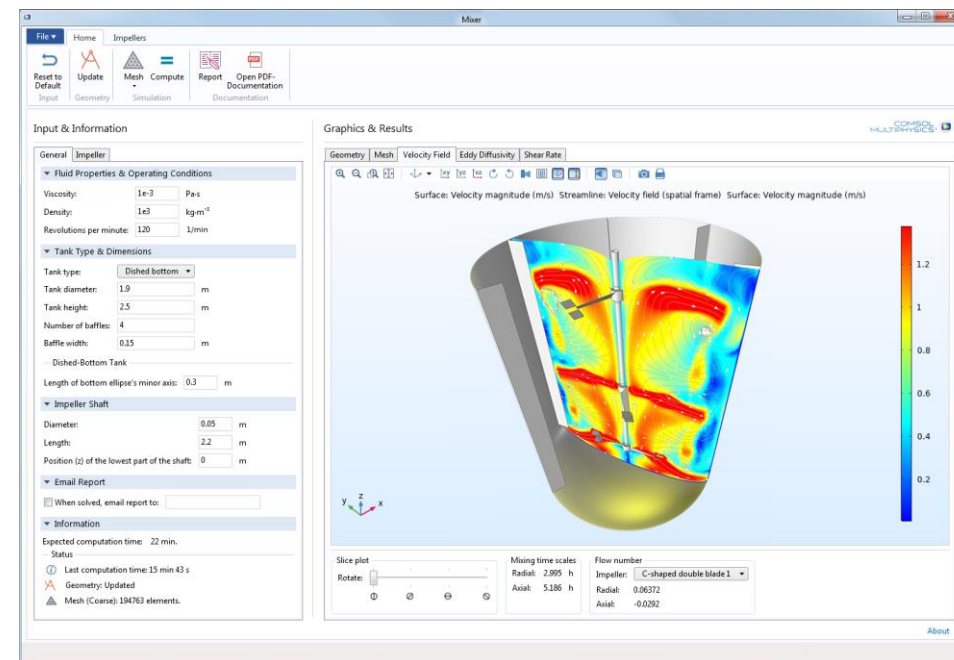 Mixer
File Home Impellers
Reset to Default Update Mesh Compute Report Open PDF-Documentation
Input Geometry Simulation Documentation
Input & Information
Graphics & Results
COMSOL
MULTIPHYSICS
General Impeller
Geometry Mesh Velocity Field Eddy Diffusivity Shear Rate
Fluid Properties & Operating Conditions
Viscosity: 1e-3 Pa·s
Density: 1e3 kg·m⁻³
Revolutions per minute: 120 1/min
Tank Type & Dimensions
Tank type: Dished bottom
Tank diameter: 1.9 m
Tank height: 2.5 m
Number of baffles: 4
Baffle width: 0.15 m
Dished-Bottom Tank
Length of bottom ellipse's minor axis: 0.3 m
Impeller Shaft
Diameter: 0.05 m
Length: 2.2 m
Position (z) of the lowest part of the shaft: 0 m
Email Report
When solved, email report to:
Information
Expected computation time: 22 min.
Status
Last computation time: 15 min 43 s
Geometry: Updated
Mesh (Coarse): 194763 elements.
xy yz xz
Surface: Velocity magnitude (m/s) Streamline: Velocity field (spatial frame) Surface: Velocity magnitude (m/s)
1.2
1
0.8
0.6
0.4
0.2
y z x
Slice plot
Rotate:
Mixing time scales
Radial: 2.995 h
Axial: 5.186 h
Flow number
Impeller: C-shaped double blade 1
Radial: 0.06372
Axial: -0.0292
About